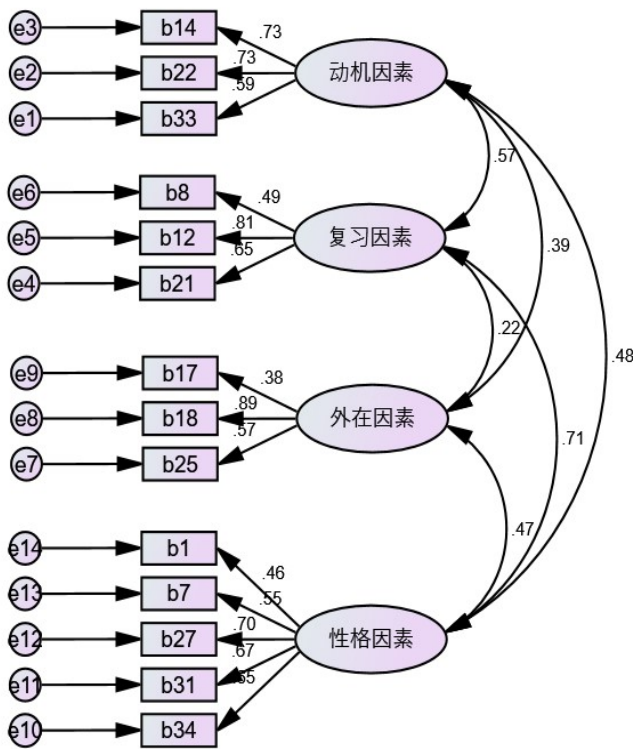 e3 b14 .73
e2 b22 .73 动机因素
e1 b33 .59
.57
e6 b8 .49
e5 b12 .81 复习因素
.39
e4 b21 .65
.22
.48
e9 b17 .38
e8 b18 .89 外在因素
.71
e7 b25 .57
.47
e14 b1 .46
e13 b7 .55
e12 b27 .70 性格因素
e11 b31 .67
e10 b34